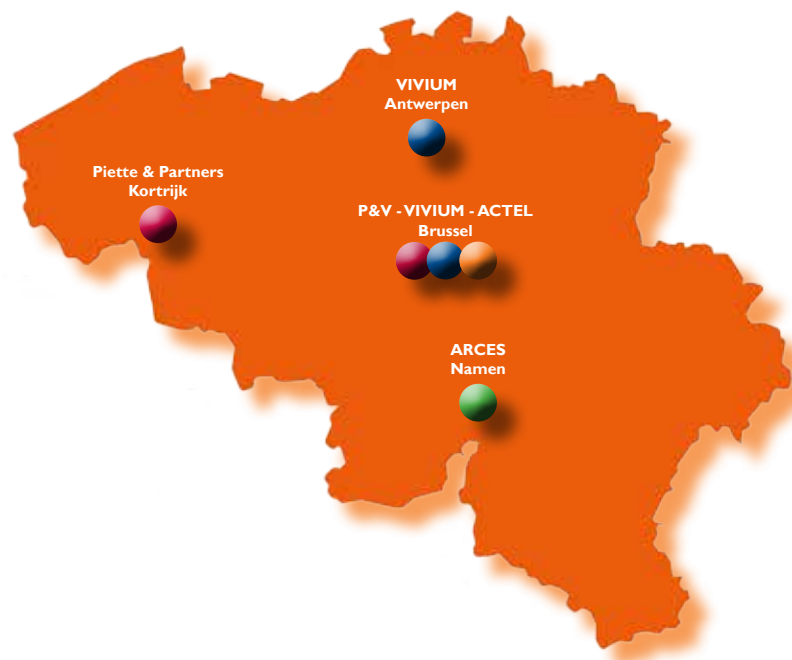 VIVIUM
Antwerpen
Piette & Partners
Kortrijk
P&V - VIVIUM - ACTEL
Brussel
ARCES
Namen